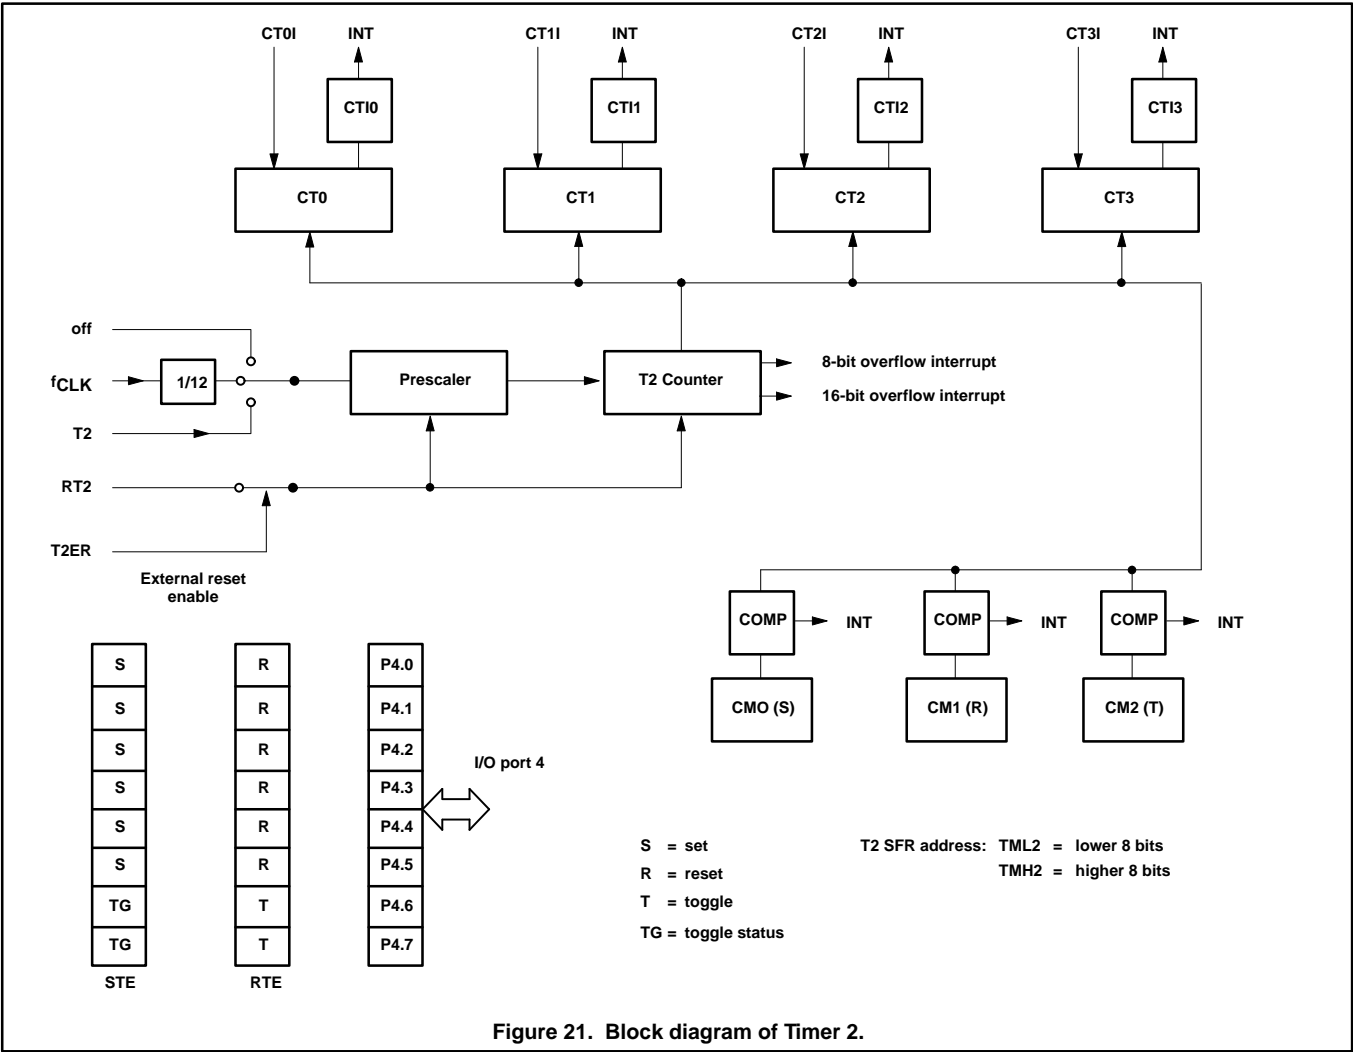 CT0I INT CT1I INT CT2I INT CT3I INT
CTI0 CTI1 CTI2 CTI3
CT0 CT1 CT2 CT3
off
fCLK 1/12 Prescaler T2 Counter 8-bit overflow interrupt
16-bit overflow interrupt
T2
RT2
T2ER
External reset
enable
COMP INT COMP INT COMP INT
CMO (S) CM1 (R) CM2 (T)
S R P4.0
S R P4.1
S R P4.2
S R P4.3
S R P4.4
S R P4.5
TG T P4.6
TG T P4.7
STE RTE
I/O port 4
S = set
R = reset
T = toggle
TG = toggle status
T2 SFR address: TML2 = lower 8 bits
TMH2 = higher 8 bits
Figure 21. Block diagram of Timer 2.